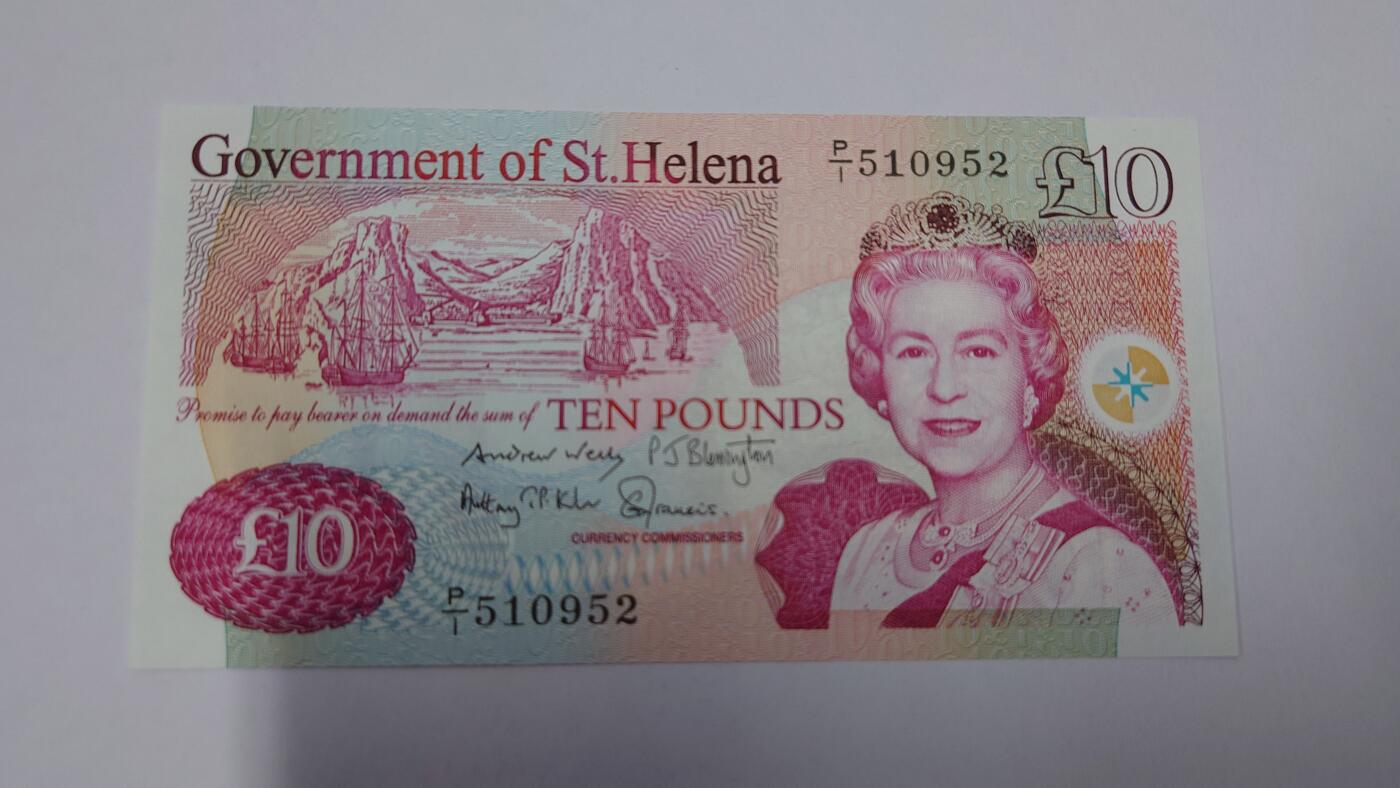 Government of St.Helena
P/1 510952
£10
Promise to pay bearer on demand the sum of TEN POUNDS
Andrew Wells
£10
CURRENCY COMMISSIONERS
P/1 510952